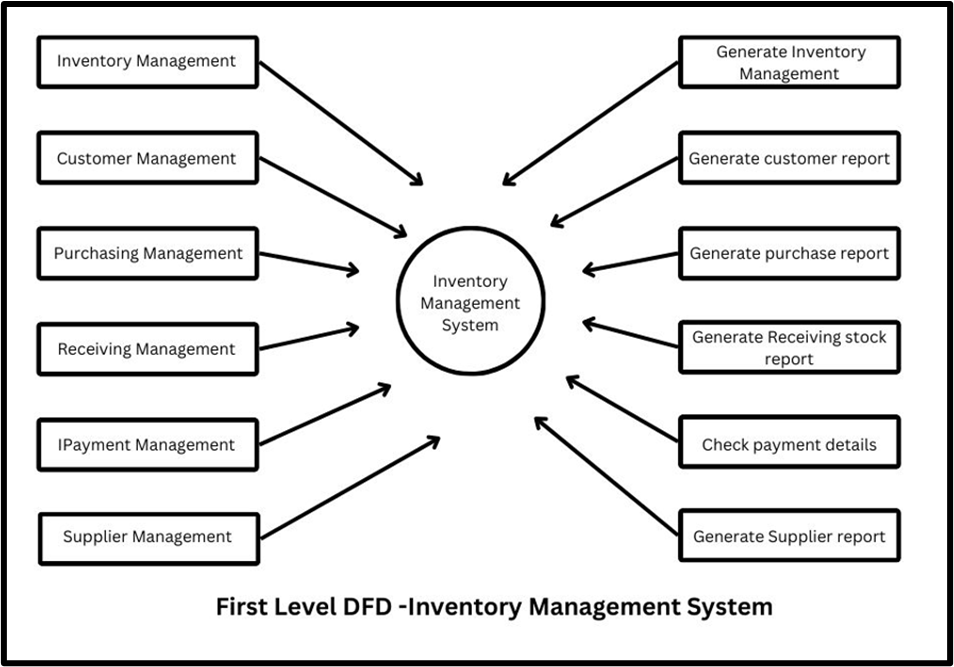 Inventory Management
Customer Management
Purchasing Management
Receiving Management
IPayment Management
Supplier Management
Inventory
Management
System
Generate Inventory
Management
Generate customer report
Generate purchase report
Generate Receiving stock
report
Check payment details
Generate Supplier report
First Level DFD -Inventory Management System